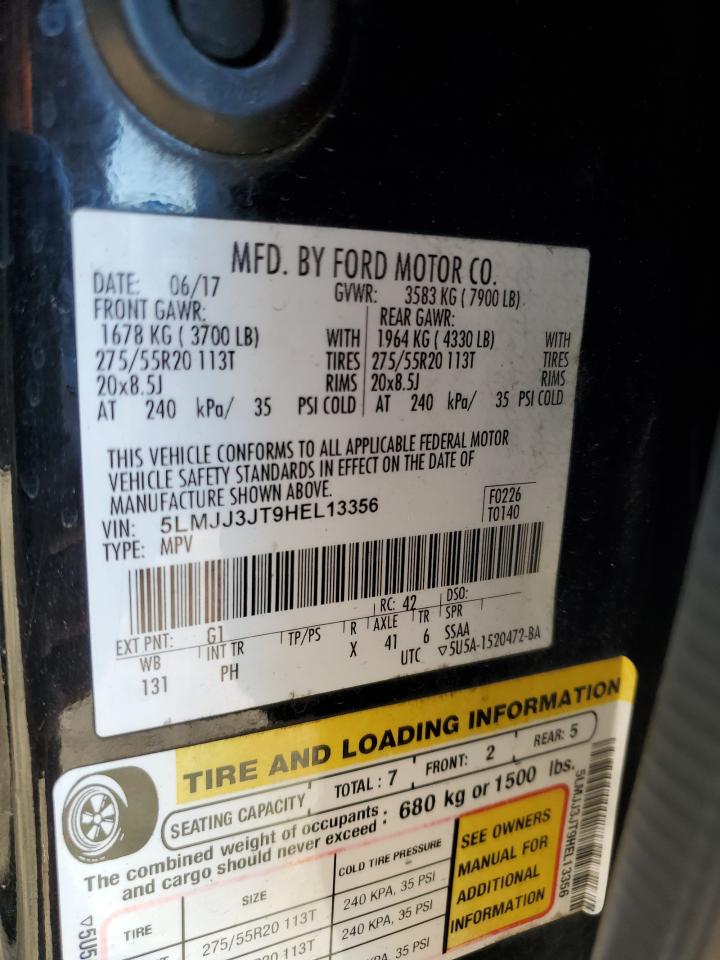 MFD. BY FORD MOTOR CO.
DATE: 06/17 GVWR: 3583 KG ( 7900 LB)
FRONT GAWR: REAR GAWR:
1678 KG ( 3700 LB) WITH 1964 KG ( 4330 LB) WITH
275/55R20 113T TIRES 275/55R20 113T TIRES
20x8.5J RIMS 20x8.5J RIMS
AT 240 kPa/ 35 PSI COLD AT 240 kPa/ 35 PSI COLD
THIS VEHICLE CONFORMS TO ALL APPLICABLE FEDERAL MOTOR
VEHICLE SAFETY STANDARDS IN EFFECT ON THE DATE OF
MANUFACTURE SHOWN ABOVE.
VIN: 5LMJJ3JT9HEL13356
TYPE: MPV
F0226
T0140
EXT PNT: G1 RC: 42 DSO:
WB INT TR TP/PS R AXLE TR SPR
131 PH X 41 6 SSAA
UTC ▽5U5A-1520472-BA
TIRE AND LOADING INFORMATION
SEATING CAPACITY TOTAL : 7 FRONT: 2 REAR: 5
The combined weight of occupants : 680 kg or 1500 lbs.
and cargo should never exceed
TIRE SIZE COLD TIRE PRESSURE
275/55R20 113T 240 KPA, 35 PSI
R20 113T 240 KPA, 35 PSI
35 PSI
SEE OWNERS
MANUAL FOR
ADDITIONAL
INFORMATION
5LMJJ3JT9HEL13356
▽5U5